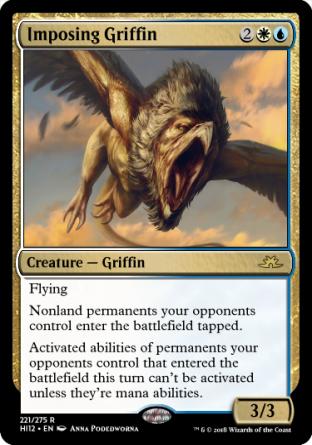 Imposing Griffin 2
Creature — Griffin
Flying
Nonland permanents your opponents
control enter the battlefield tapped.
Activated abilities of permanents your
opponents control that entered the
battlefield this turn can't be activated
unless they're mana abilities.
3/3
221/275 R
HI12 • EN Anna Podedworna
™ & © 2018 Wizards of the Coast